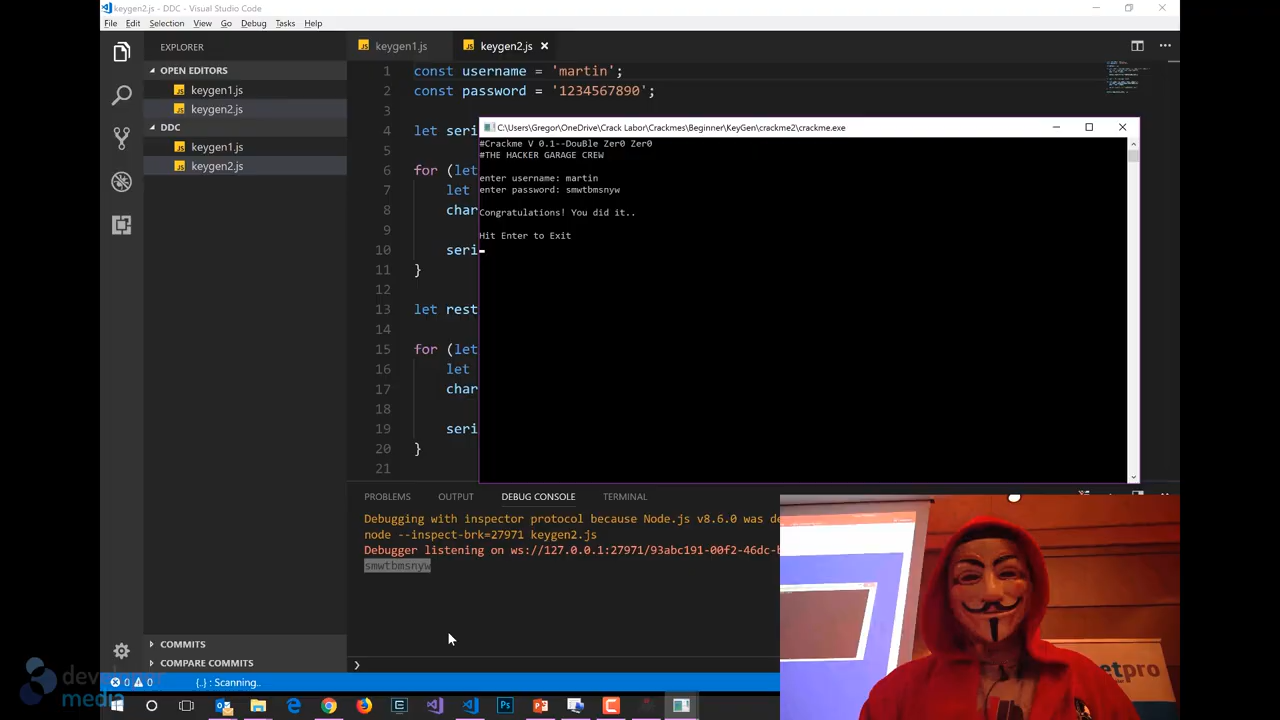 keygen2.js - DDC - Visual Studio Code
File Edit Selection View Go Debug Tasks Help
EXPLORER
OPEN EDITORS
keygen1.js
keygen2.js
DDC
keygen1.js
keygen2.js
COMMITS
COMPARE COMMITS
keygen1.js
keygen2.js
1 const username = 'martin';
2 const password = '1234567890';
3
4 let seri
5
6 for (let
7 let
8 char
9
10 seri
11 }
12
13 let rest
14
15 for (let
16 let
17 char
18
19 seri
20 }
21
C:\Users\Gregor\OneDrive\Crack Labor\Crackmes\Beginner\KeyGen\crackme2\crackme.exe
#Crackme V 0.1--DouBle Zer0 Zer0
#THE HACKER GARAGE CREW
enter username: martin
enter password: smwtbmsnyw
Congratulations! You did it..
Hit Enter to Exit
PROBLEMS OUTPUT DEBUG CONSOLE TERMINAL
Debugging with inspector protocol because Node.js v8.6.0 was de
node --inspect-brk=27971 keygen2.js
Debugger listening on ws://127.0.0.1:27971/93abc191-00f2-46dc-b
smwtbmsnyw
0 0 {..} : Scanning..
developer
media
etpro